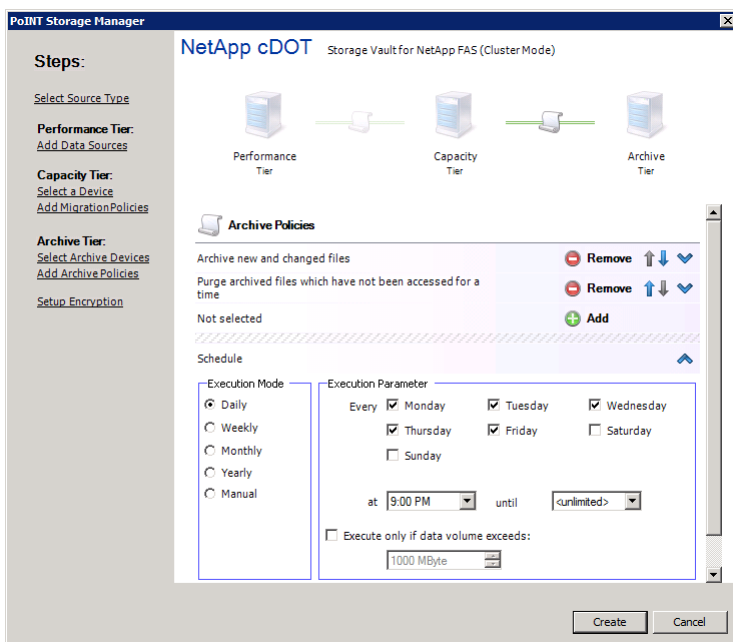 PoINT Storage Manager
Steps:
Select Source Type
Performance Tier:
Add Data Sources
Capacity Tier:
Select a Device
Add Migration Policies
Archive Tier:
Select Archive Devices
Add Archive Policies
Setup Encryption
NetApp cDOT Storage Vault for NetApp FAS (Cluster Mode)
Performance Capacity Archive
Tier Tier Tier
Archive Policies
Archive new and changed files Remove
Purge archived files which have not been accessed for a
time Remove
Not selected Add
Schedule
Execution Mode
Daily
Weekly
Monthly
Yearly
Manual
Execution Parameter
Every Monday Tuesday Wednesday
Thursday Friday Saturday
Sunday
at 9:00 PM until <unlimited>
Execute only if data volume exceeds:
1000 MByte
Create Cancel